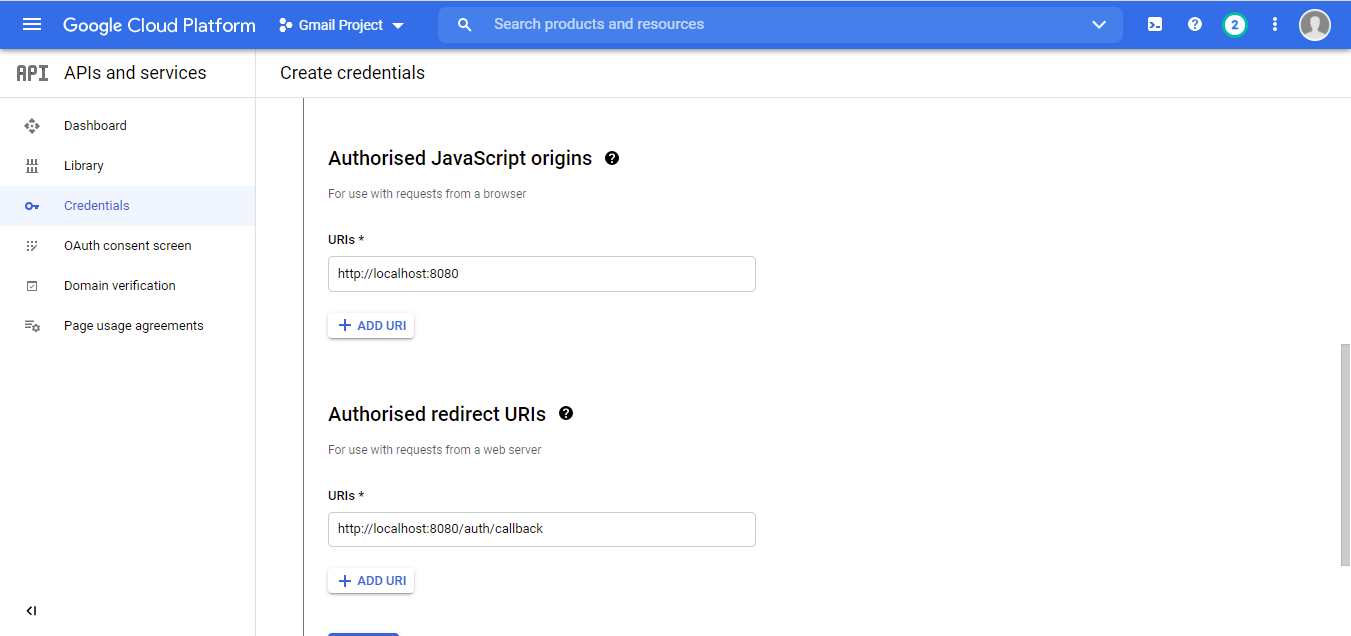 Google Cloud Platform
Gmail Project
Search products and resources
2
API APIs and services
Create credentials
Dashboard
Library
Credentials
OAuth consent screen
Domain verification
Page usage agreements
Authorised JavaScript origins
For use with requests from a browser
URIs *
http://localhost:8080
+ ADD URI
Authorised redirect URIs
For use with requests from a web server
URIs *
http://localhost:8080/auth/callback
+ ADD URI